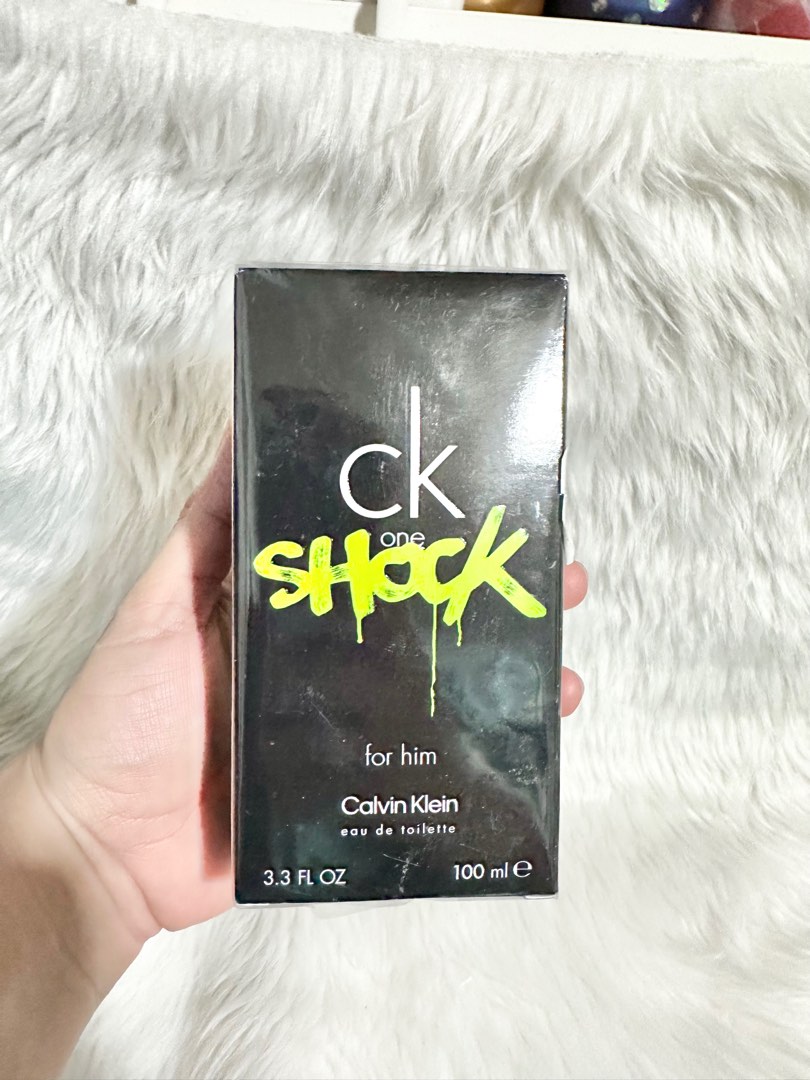 ck
one
SHOCK
for him
Calvin Klein
eau de toilette
3.3 FL OZ 100 ml ℮